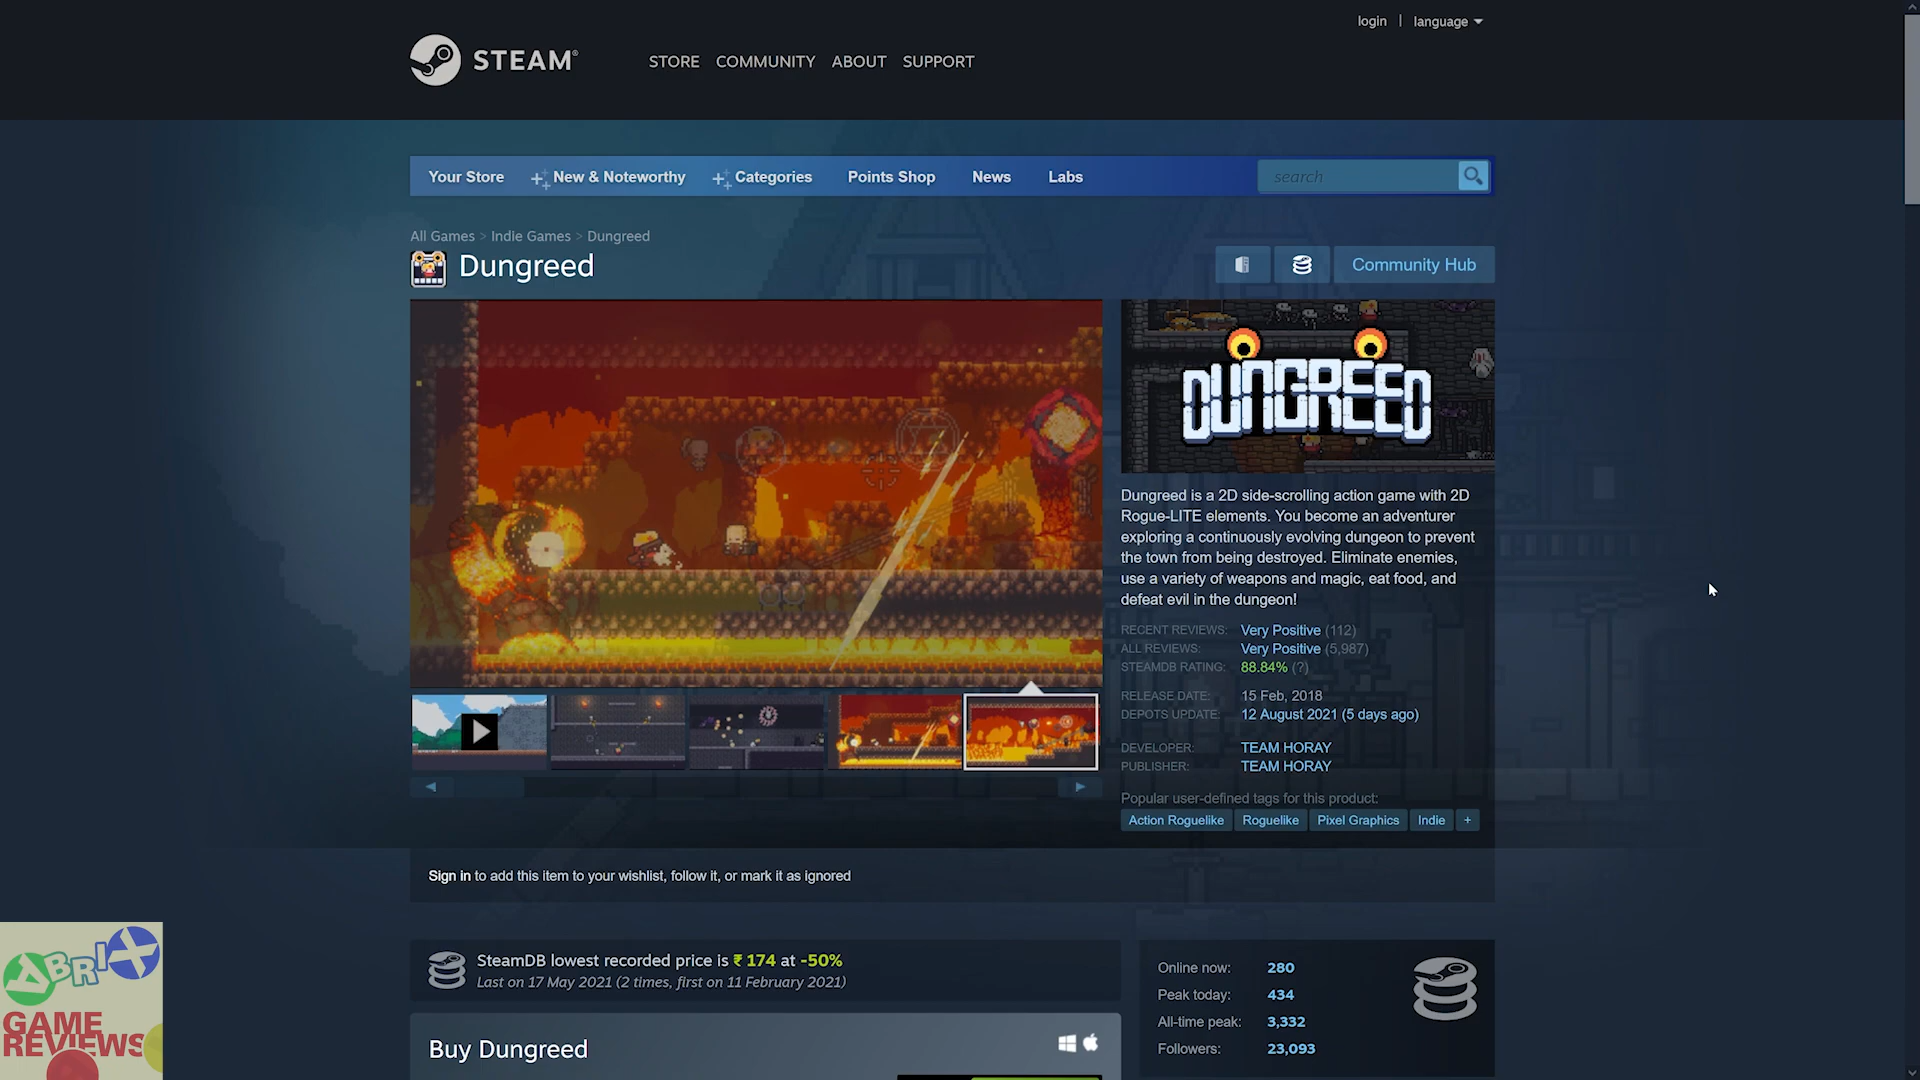 login | language
STEAM®
STORE COMMUNITY ABOUT SUPPORT
Your Store New & Noteworthy Categories Points Shop News Labs search
All Games > Indie Games > Dungreed
Dungreed
Community Hub
DUNGREED
Dungreed is a 2D side-scrolling action game with 2D
Rogue-LITE elements. You become an adventurer
exploring a continuously evolving dungeon to prevent
the town from being destroyed. Eliminate enemies,
use a variety of weapons and magic, eat food, and
defeat evil in the dungeon!
RECENT REVIEWS: Very Positive (112)
ALL REVIEWS: Very Positive (5,987)
STEAMDB RATING: 88.84% (?)
RELEASE DATE: 15 Feb, 2018
DEPOTS UPDATE: 12 August 2021 (5 days ago)
DEVELOPER: TEAM HORAY
PUBLISHER: TEAM HORAY
Popular user-defined tags for this product:
Action Roguelike Roguelike Pixel Graphics Indie +
Sign in to add this item to your wishlist, follow it, or mark it as ignored
SteamDB lowest recorded price is ₹ 174 at -50%
Last on 17 May 2021 (2 times, first on 11 February 2021)
Online now: 280
Peak today: 434
All-time peak: 3,332
Followers: 23,093
Buy Dungreed
ABRIX
GAME
REVIEWS